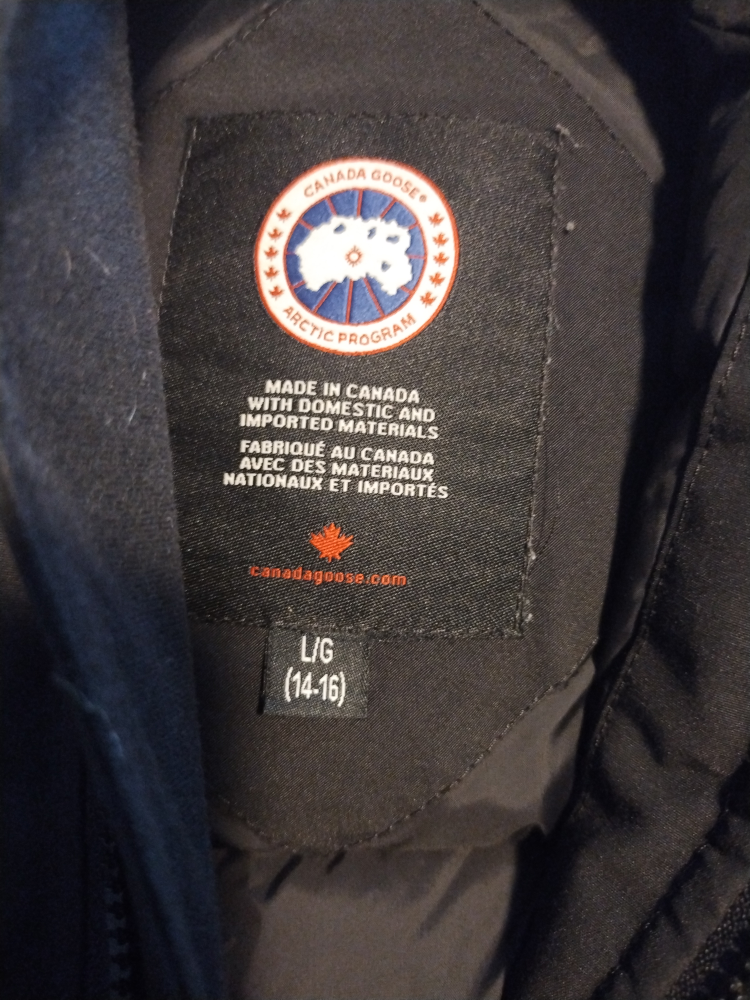 CANADA GOOSE®
ARCTIC PROGRAM
MADE IN CANADA
WITH DOMESTIC AND
IMPORTED MATERIALS
FABRIQUÉ AU CANADA
AVEC DES MATERIAUX
NATIONAUX ET IMPORTÉS
canadagoose.com
L/G
(14-16)